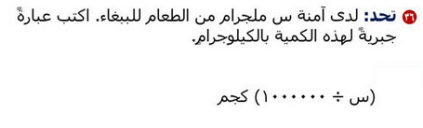 ٣٦ تحد: لدى آمنة س ملجرام من الطعام للببغاء. اكتب عبارةً
جبريةً لهذه الكمية بالكيلوجرام.
(س ÷ ١٠٠٠٠٠٠) كجم